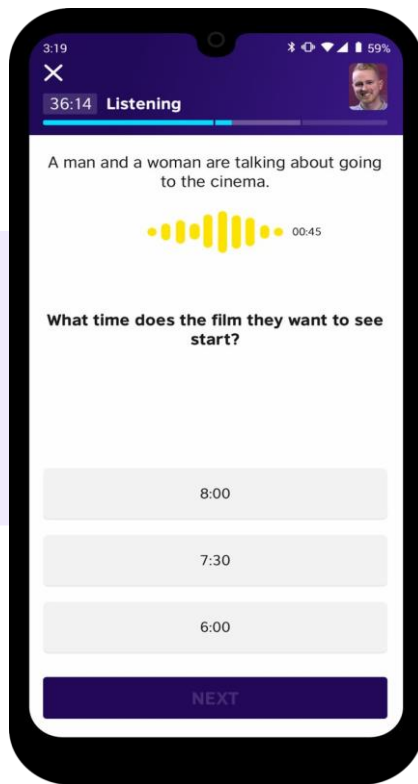 3:19 59%
36:14 Listening
A man and a woman are talking about going
to the cinema.
00:45
What time does the film they want to see
start?
8:00
7:30
6:00
NEXT